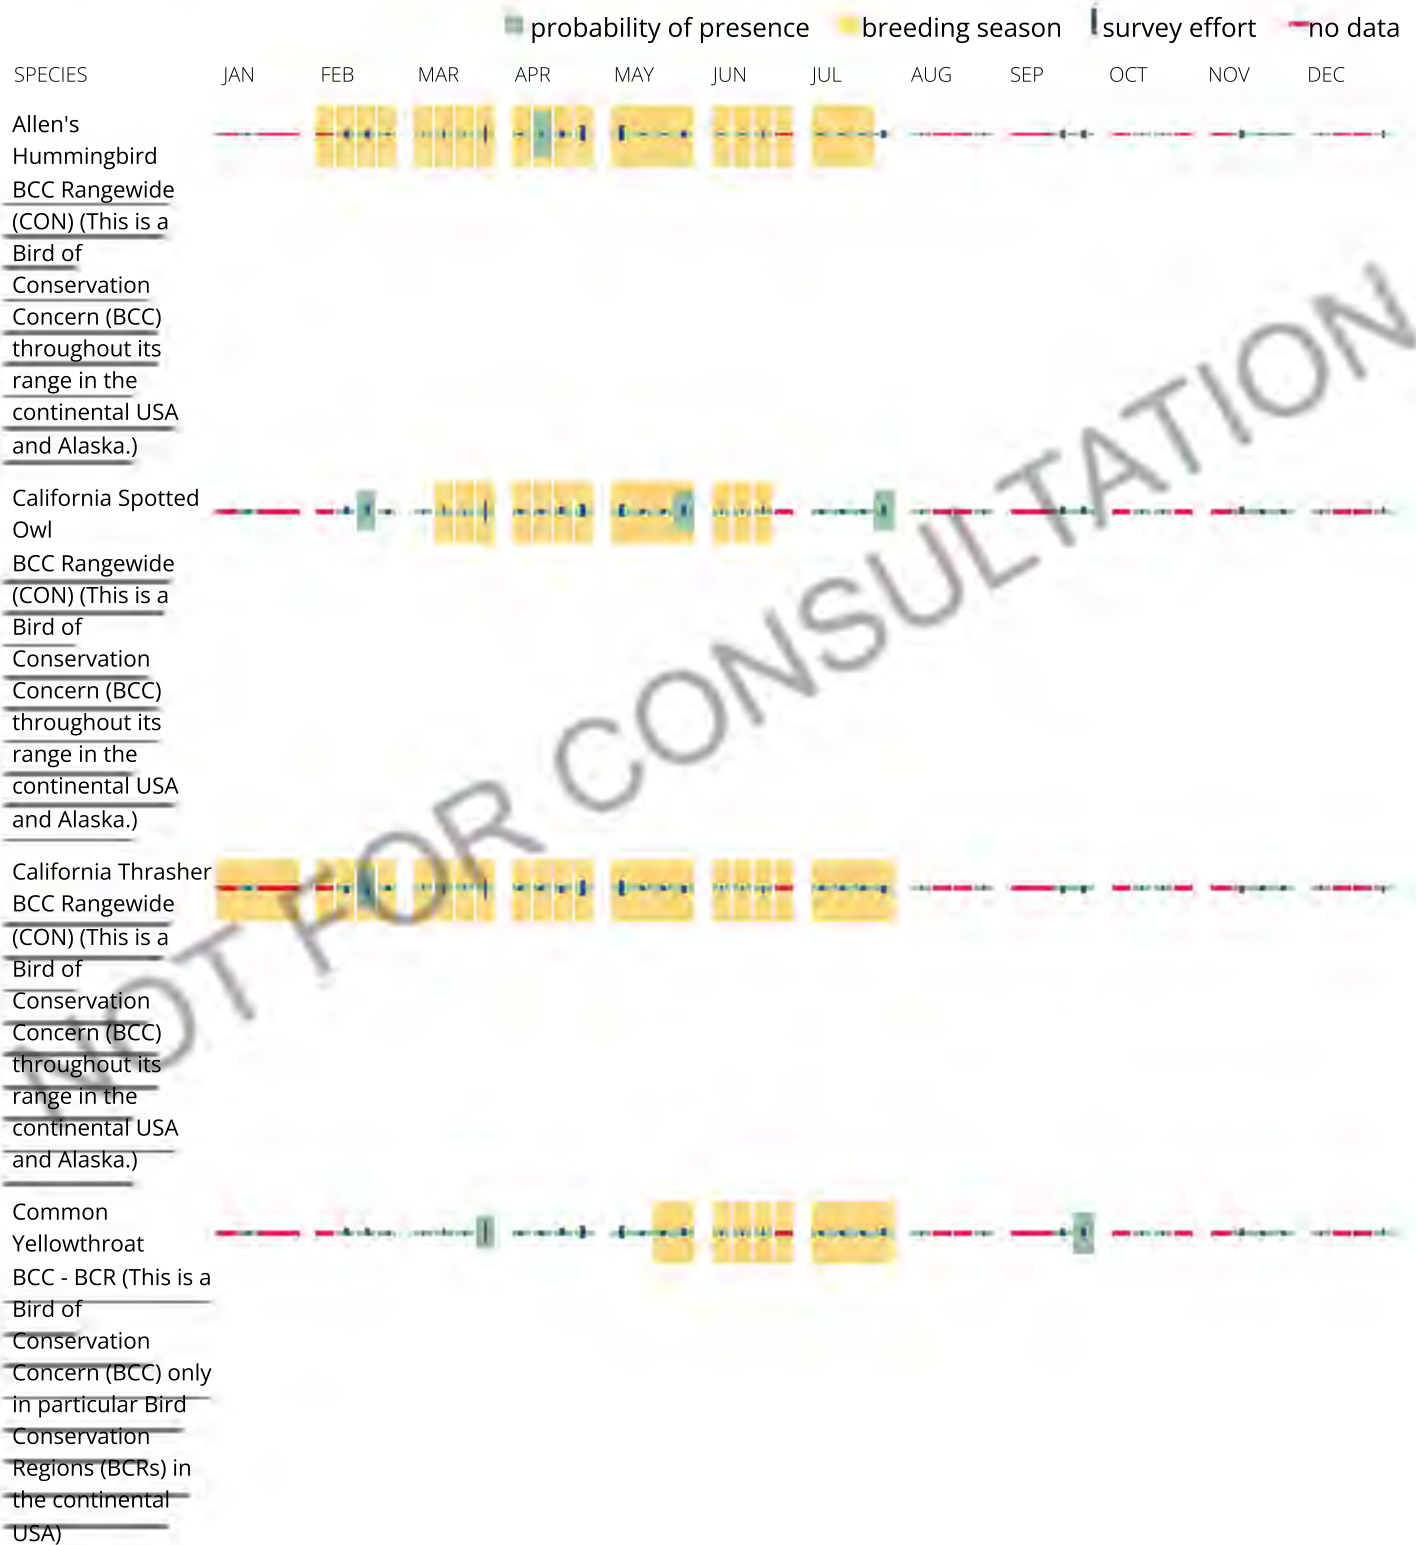 probability of presence breeding season survey effort no data
SPECIES JAN FEB MAR APR MAY JUN JUL AUG SEP OCT NOV DEC
Allen's
Hummingbird
BCC Rangewide
(CON) (This is a
Bird of
Conservation
Concern (BCC)
throughout its
range in the
continental USA
and Alaska.)
California Spotted
Owl
BCC Rangewide
(CON) (This is a
Bird of
Conservation
Concern (BCC)
throughout its
range in the
continental USA
and Alaska.)
California Thrasher
BCC Rangewide
(CON) (This is a
Bird of
Conservation
Concern (BCC)
throughout its
range in the
continental USA
and Alaska.)
Common
Yellowthroat
BCC - BCR (This is a
Bird of
Conservation
Concern (BCC) only
in particular Bird
Conservation
Regions (BCRs) in
the continental
USA)
NOT FOR CONSULTATION